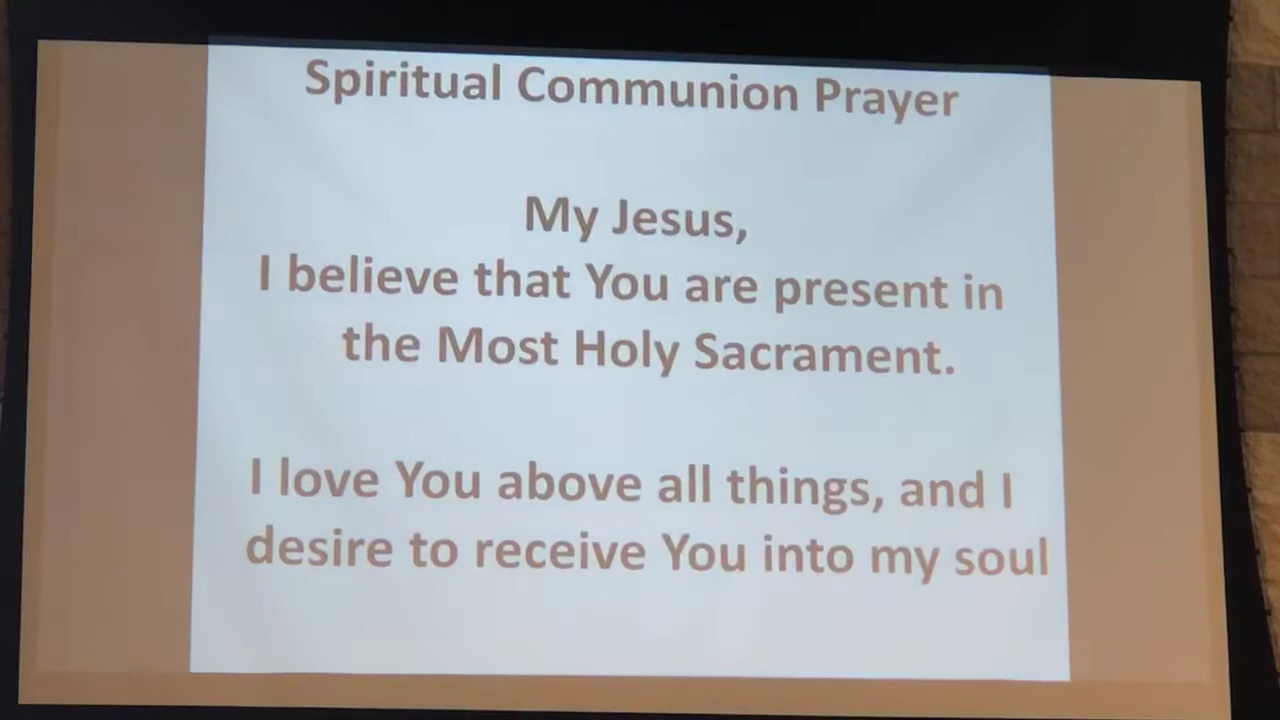 Spiritual Communion Prayer
My Jesus,
I believe that You are present in
the Most Holy Sacrament.
I love You above all things, and I
desire to receive You into my soul